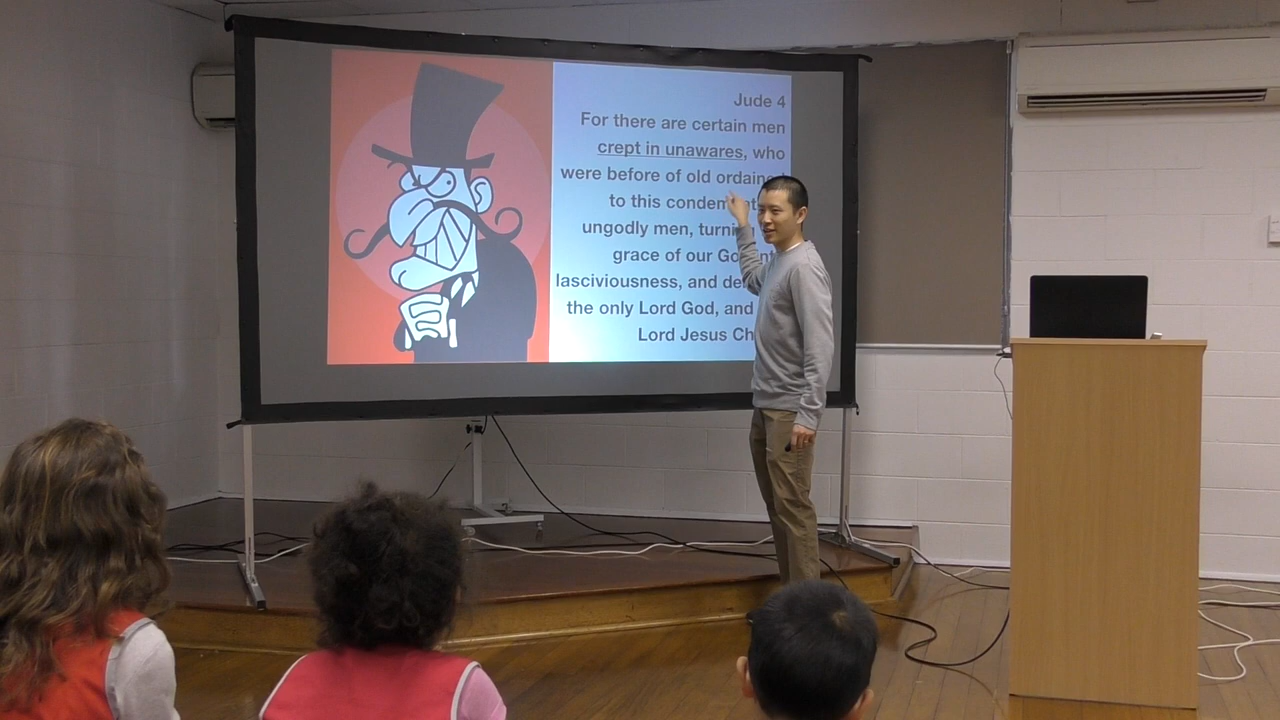 Jude 4
For there are certain men
crept in unawares, who
were before of old
to this
ungodly men,
grace of our
lasciviousness, and
the only Lord God, and
Lord Jesus